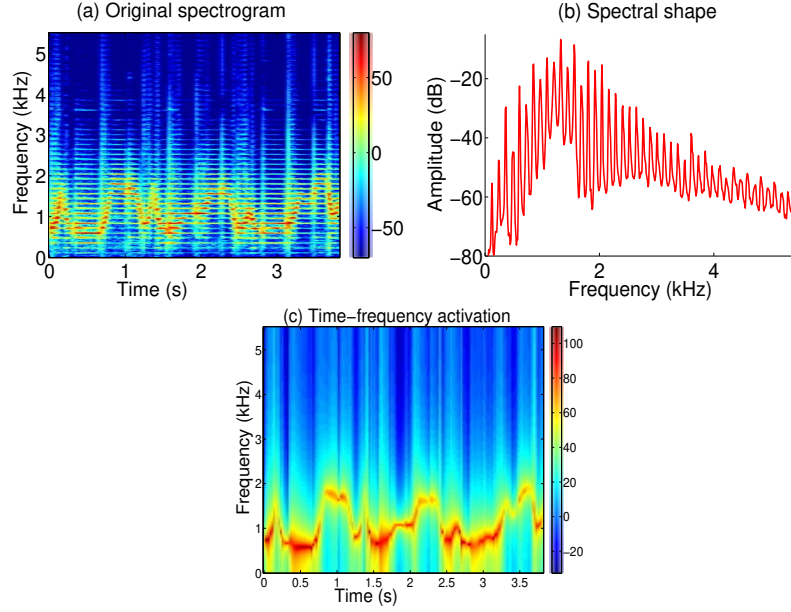 (a) Original spectrogram
5
4
3
2
1
0
Frequency (kHz)
0 1 2 3
Time (s)
50
0
−50
(b) Spectral shape
−20
−40
−60
−80
Amplitude (dB)
0 2 4
Frequency (kHz)
(c) Time−frequency activation
5
4
3
2
1
0
Frequency (kHz)
0 0.5 1 1.5 2 2.5 3 3.5
Time (s)
100
80
60
40
20
0
−20